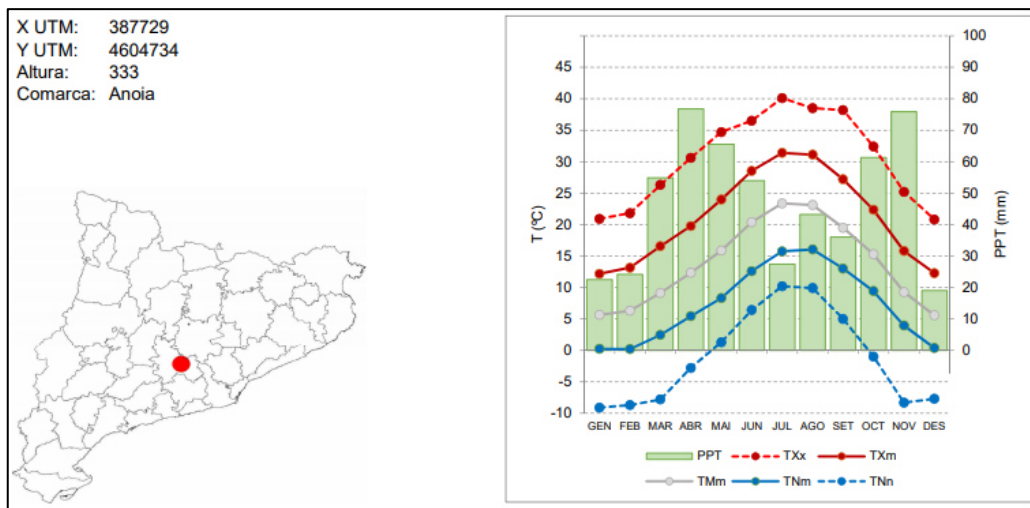 X UTM: 387729
Y UTM: 4604734
Altura: 333
Comarca: Anoia
T (ºC)
45
40
35
30
25
20
15
10
5
0
-5
-10
100
90
80
70
60
50
40
30
20
10
0
PPT (mm)
GEN FEB MAR ABR MAI JUN JUL AGO SET OCT NOV DES
PPT TXx TXm
TMm TNm TNn